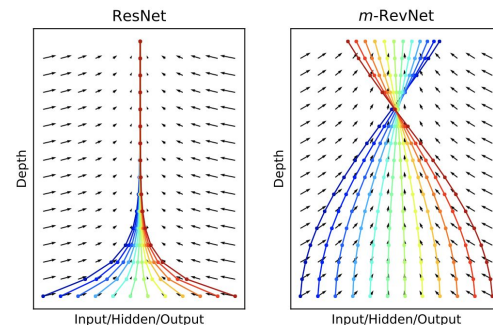 ResNet
Depth
Input/Hidden/Output
m-RevNet
Depth
Input/Hidden/Output